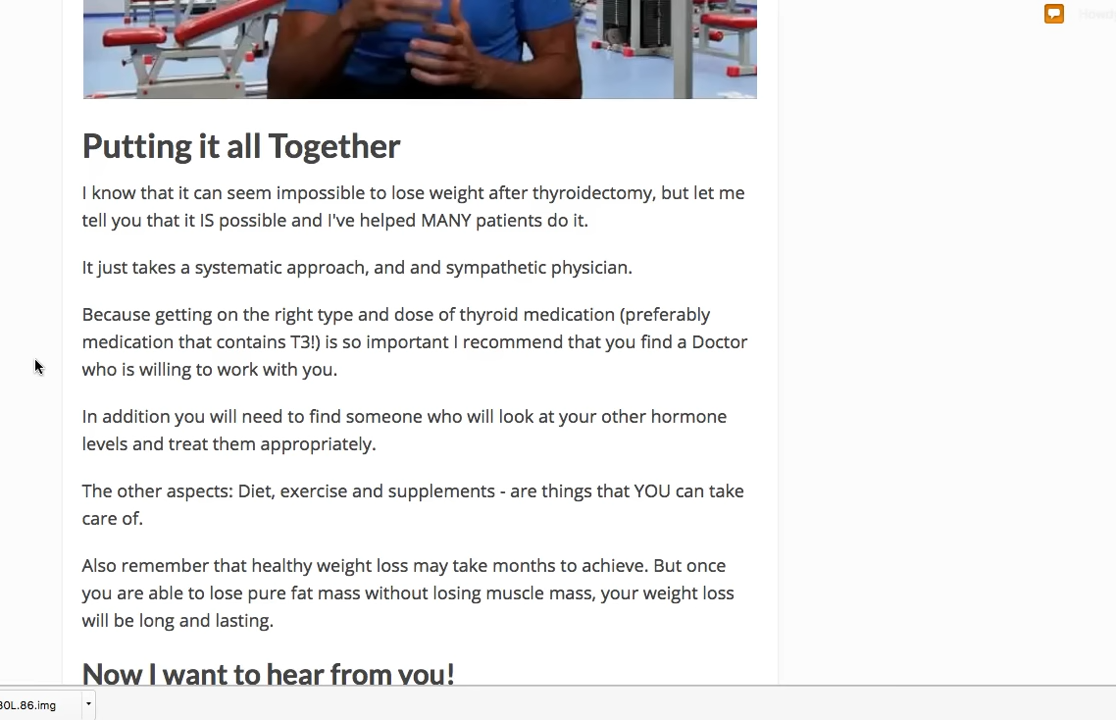 Putting it all Together
I know that it can seem impossible to lose weight after thyroidectomy, but let me
tell you that it IS possible and I've helped MANY patients do it.
It just takes a systematic approach, and and sympathetic physician.
Because getting on the right type and dose of thyroid medication (preferably
medication that contains T3!) is so important I recommend that you find a Doctor
who is willing to work with you.
In addition you will need to find someone who will look at your other hormone
levels and treat them appropriately.
The other aspects: Diet, exercise and supplements - are things that YOU can take
care of.
Also remember that healthy weight loss may take months to achieve. But once
you are able to lose pure fat mass without losing muscle mass, your weight loss
will be long and lasting.
Now I want to hear from you!
80L.86.img